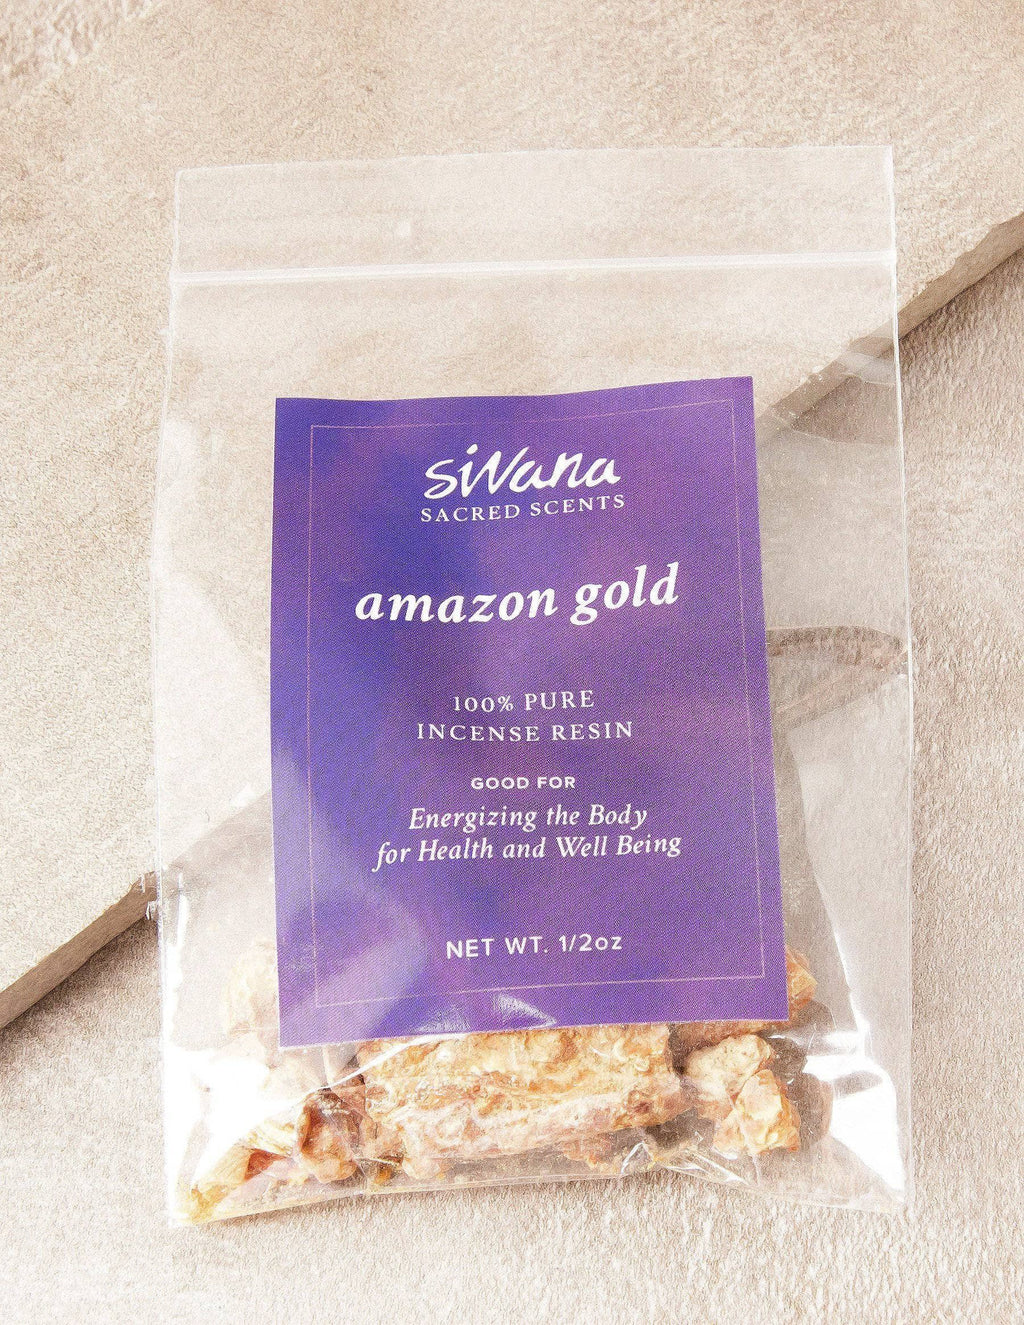 siVana
SACRED SCENTS
amazon gold
100% PURE
INCENSE RESIN
GOOD FOR
Energizing the Body
for Health and Well Being
NET WT. 1/2oz